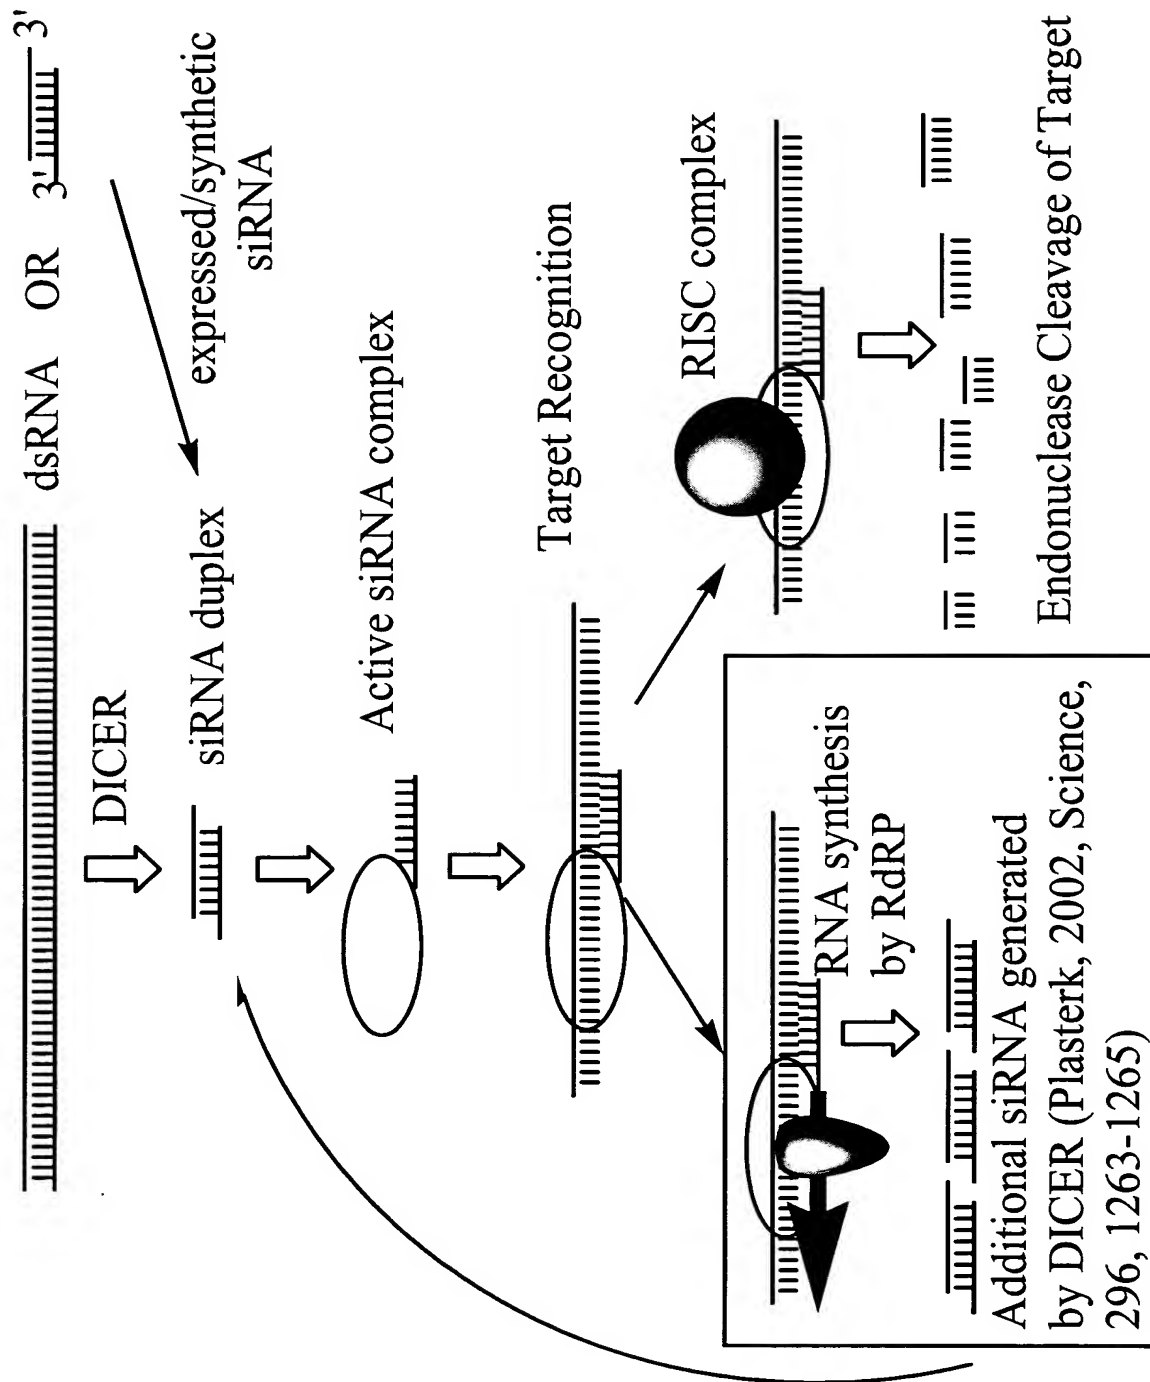 dsRNA OR 3' 3'
DICER
siRNA duplex
expressed/synthetic
siRNA
Active siRNA complex
Target Recognition
RISC complex
RNA synthesis
by RdRP
Additional siRNA generated
by DICER (Plasterk, 2002, Science,
296, 1263-1265)
Endonuclease Cleavage of Target